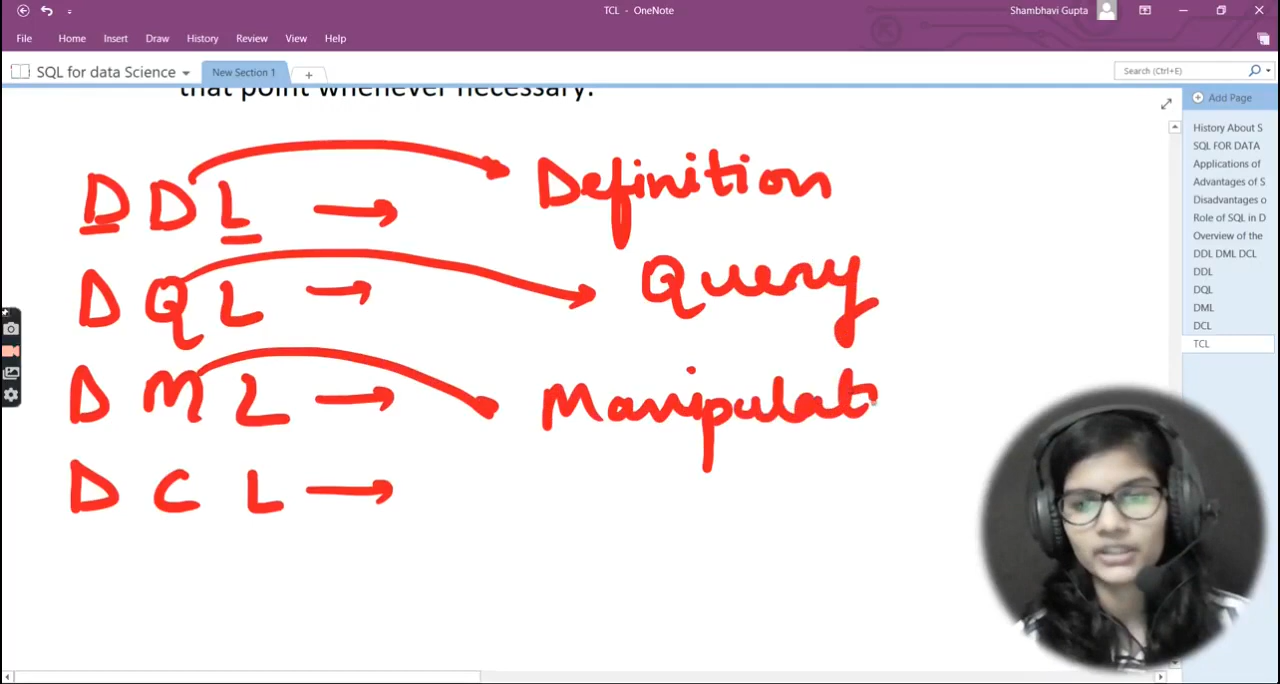 TCL - OneNote
Shambhavi Gupta
File Home Insert Draw History Review View Help
SQL for data Science
New Section 1
+
Search (Ctrl+E)
that point whenever necessary.
Add Page
History About S
SQL FOR DATA
Applications of
Advantages of S
Disadvantages o
Role of SQL in D
Overview of the
DDL DML DCL
DDL
DQL
DML
DCL
TCL
DDL → Definition
DQL → Query
DML → Manipulat
DCL →